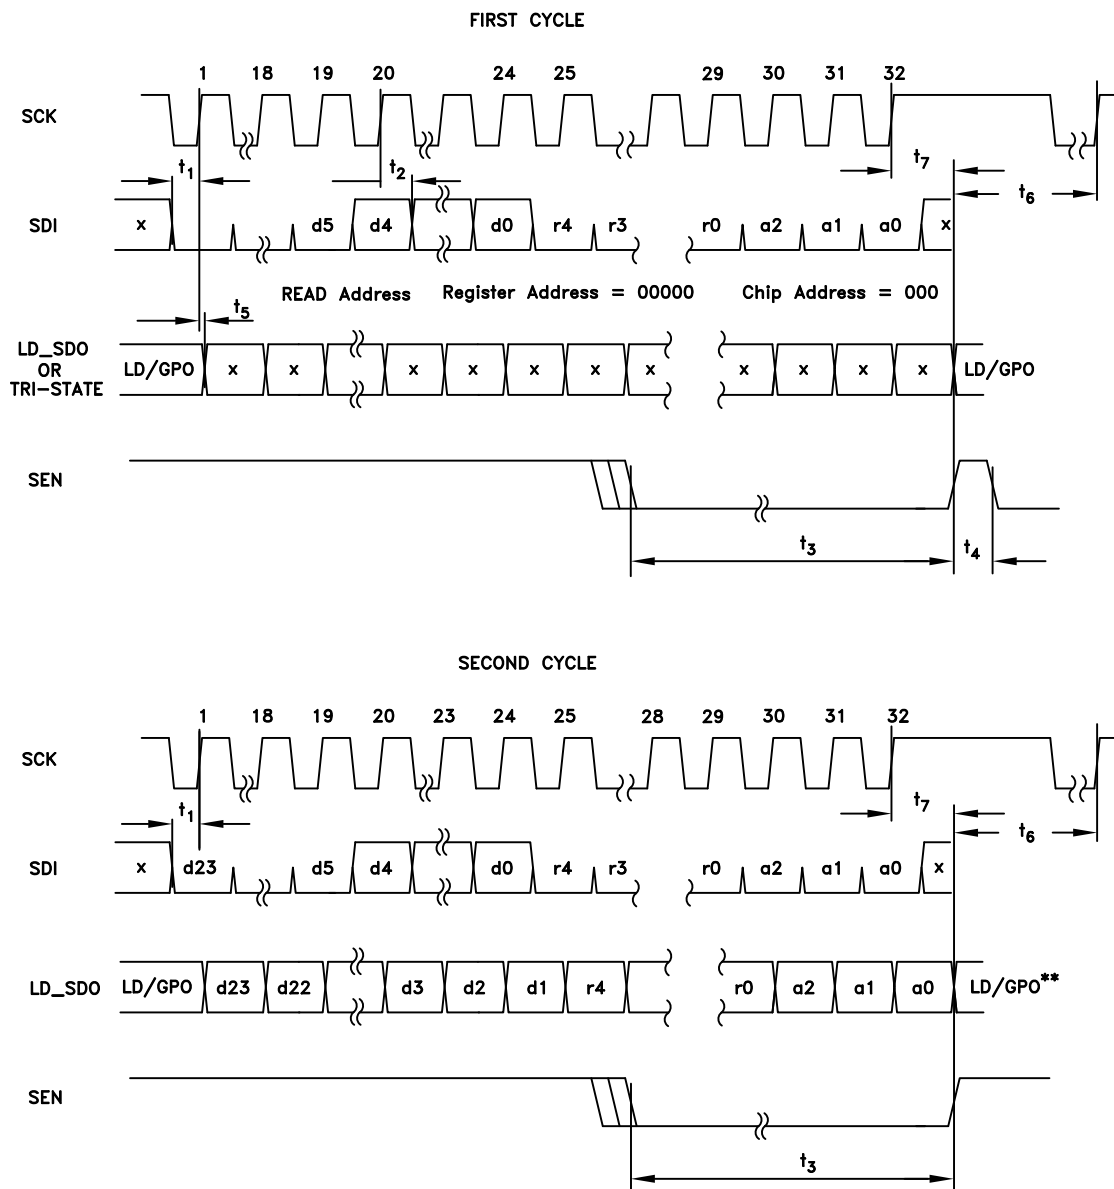 FIRST CYCLE
1 18 19 20 24 25 29 30 31 32
SCK
t1 t2 t7
t6
SDI x d5 d4 d0 r4 r3 r0 a2 a1 a0 x
READ Address Register Address = 00000 Chip Address = 000
t5
LD_SDO
OR
TRI-STATE
LD/GPO x x x x x x x x x x x LD/GPO
SEN
t3 t4
SECOND CYCLE
1 18 19 20 23 24 25 28 29 30 31 32
SCK
t1 t7
t6
SDI x d23 d5 d4 d0 r4 r3 r0 a2 a1 a0 x
LD_SDO LD/GPO d23 d22 d3 d2 d1 r4 r0 a2 a1 a0 LD/GPO**
SEN
t3